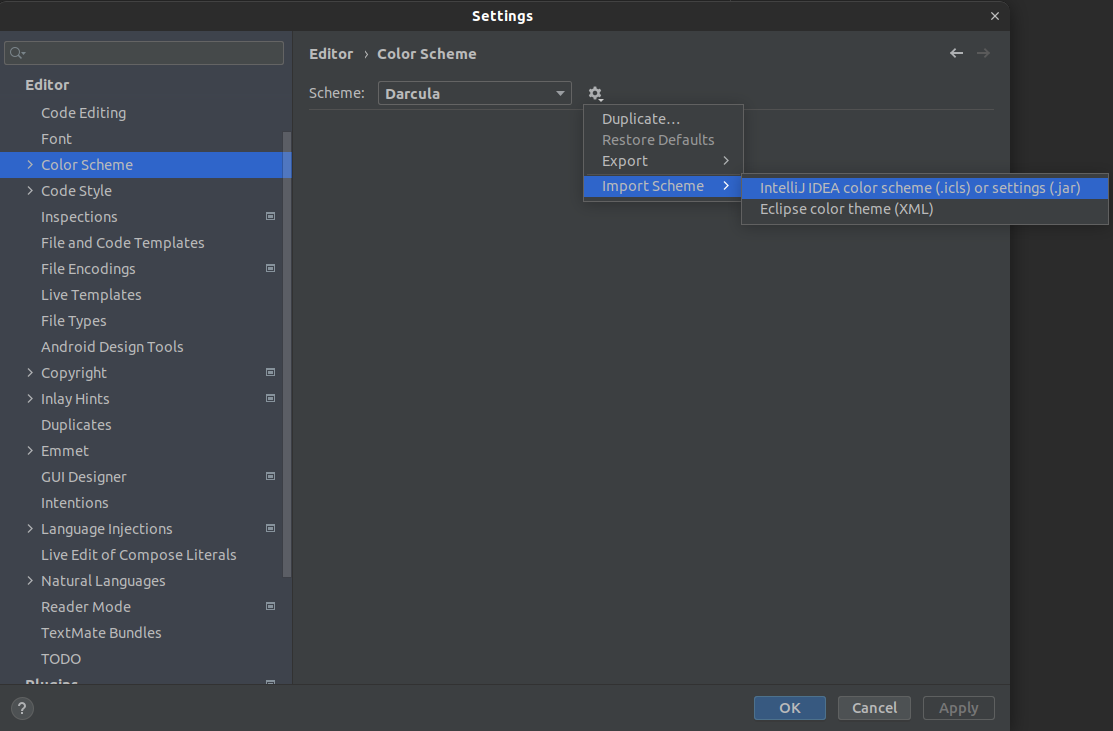 Settings
Editor › Color Scheme
Scheme: Darcula
Duplicate...
Restore Defaults
Export
Import Scheme
IntelliJ IDEA color scheme (.icls) or settings (.jar)
Eclipse color theme (XML)
Editor
Code Editing
Font
Color Scheme
Code Style
Inspections
File and Code Templates
File Encodings
Live Templates
File Types
Android Design Tools
Copyright
Inlay Hints
Duplicates
Emmet
GUI Designer
Intentions
Language Injections
Live Edit of Compose Literals
Natural Languages
Reader Mode
TextMate Bundles
TODO
Plugins
?
OK
Cancel
Apply